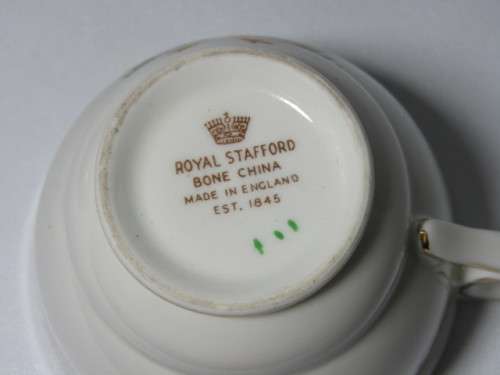 ROYAL STAFFORD
BONE CHINA
MADE IN ENGLAND
EST. 1845